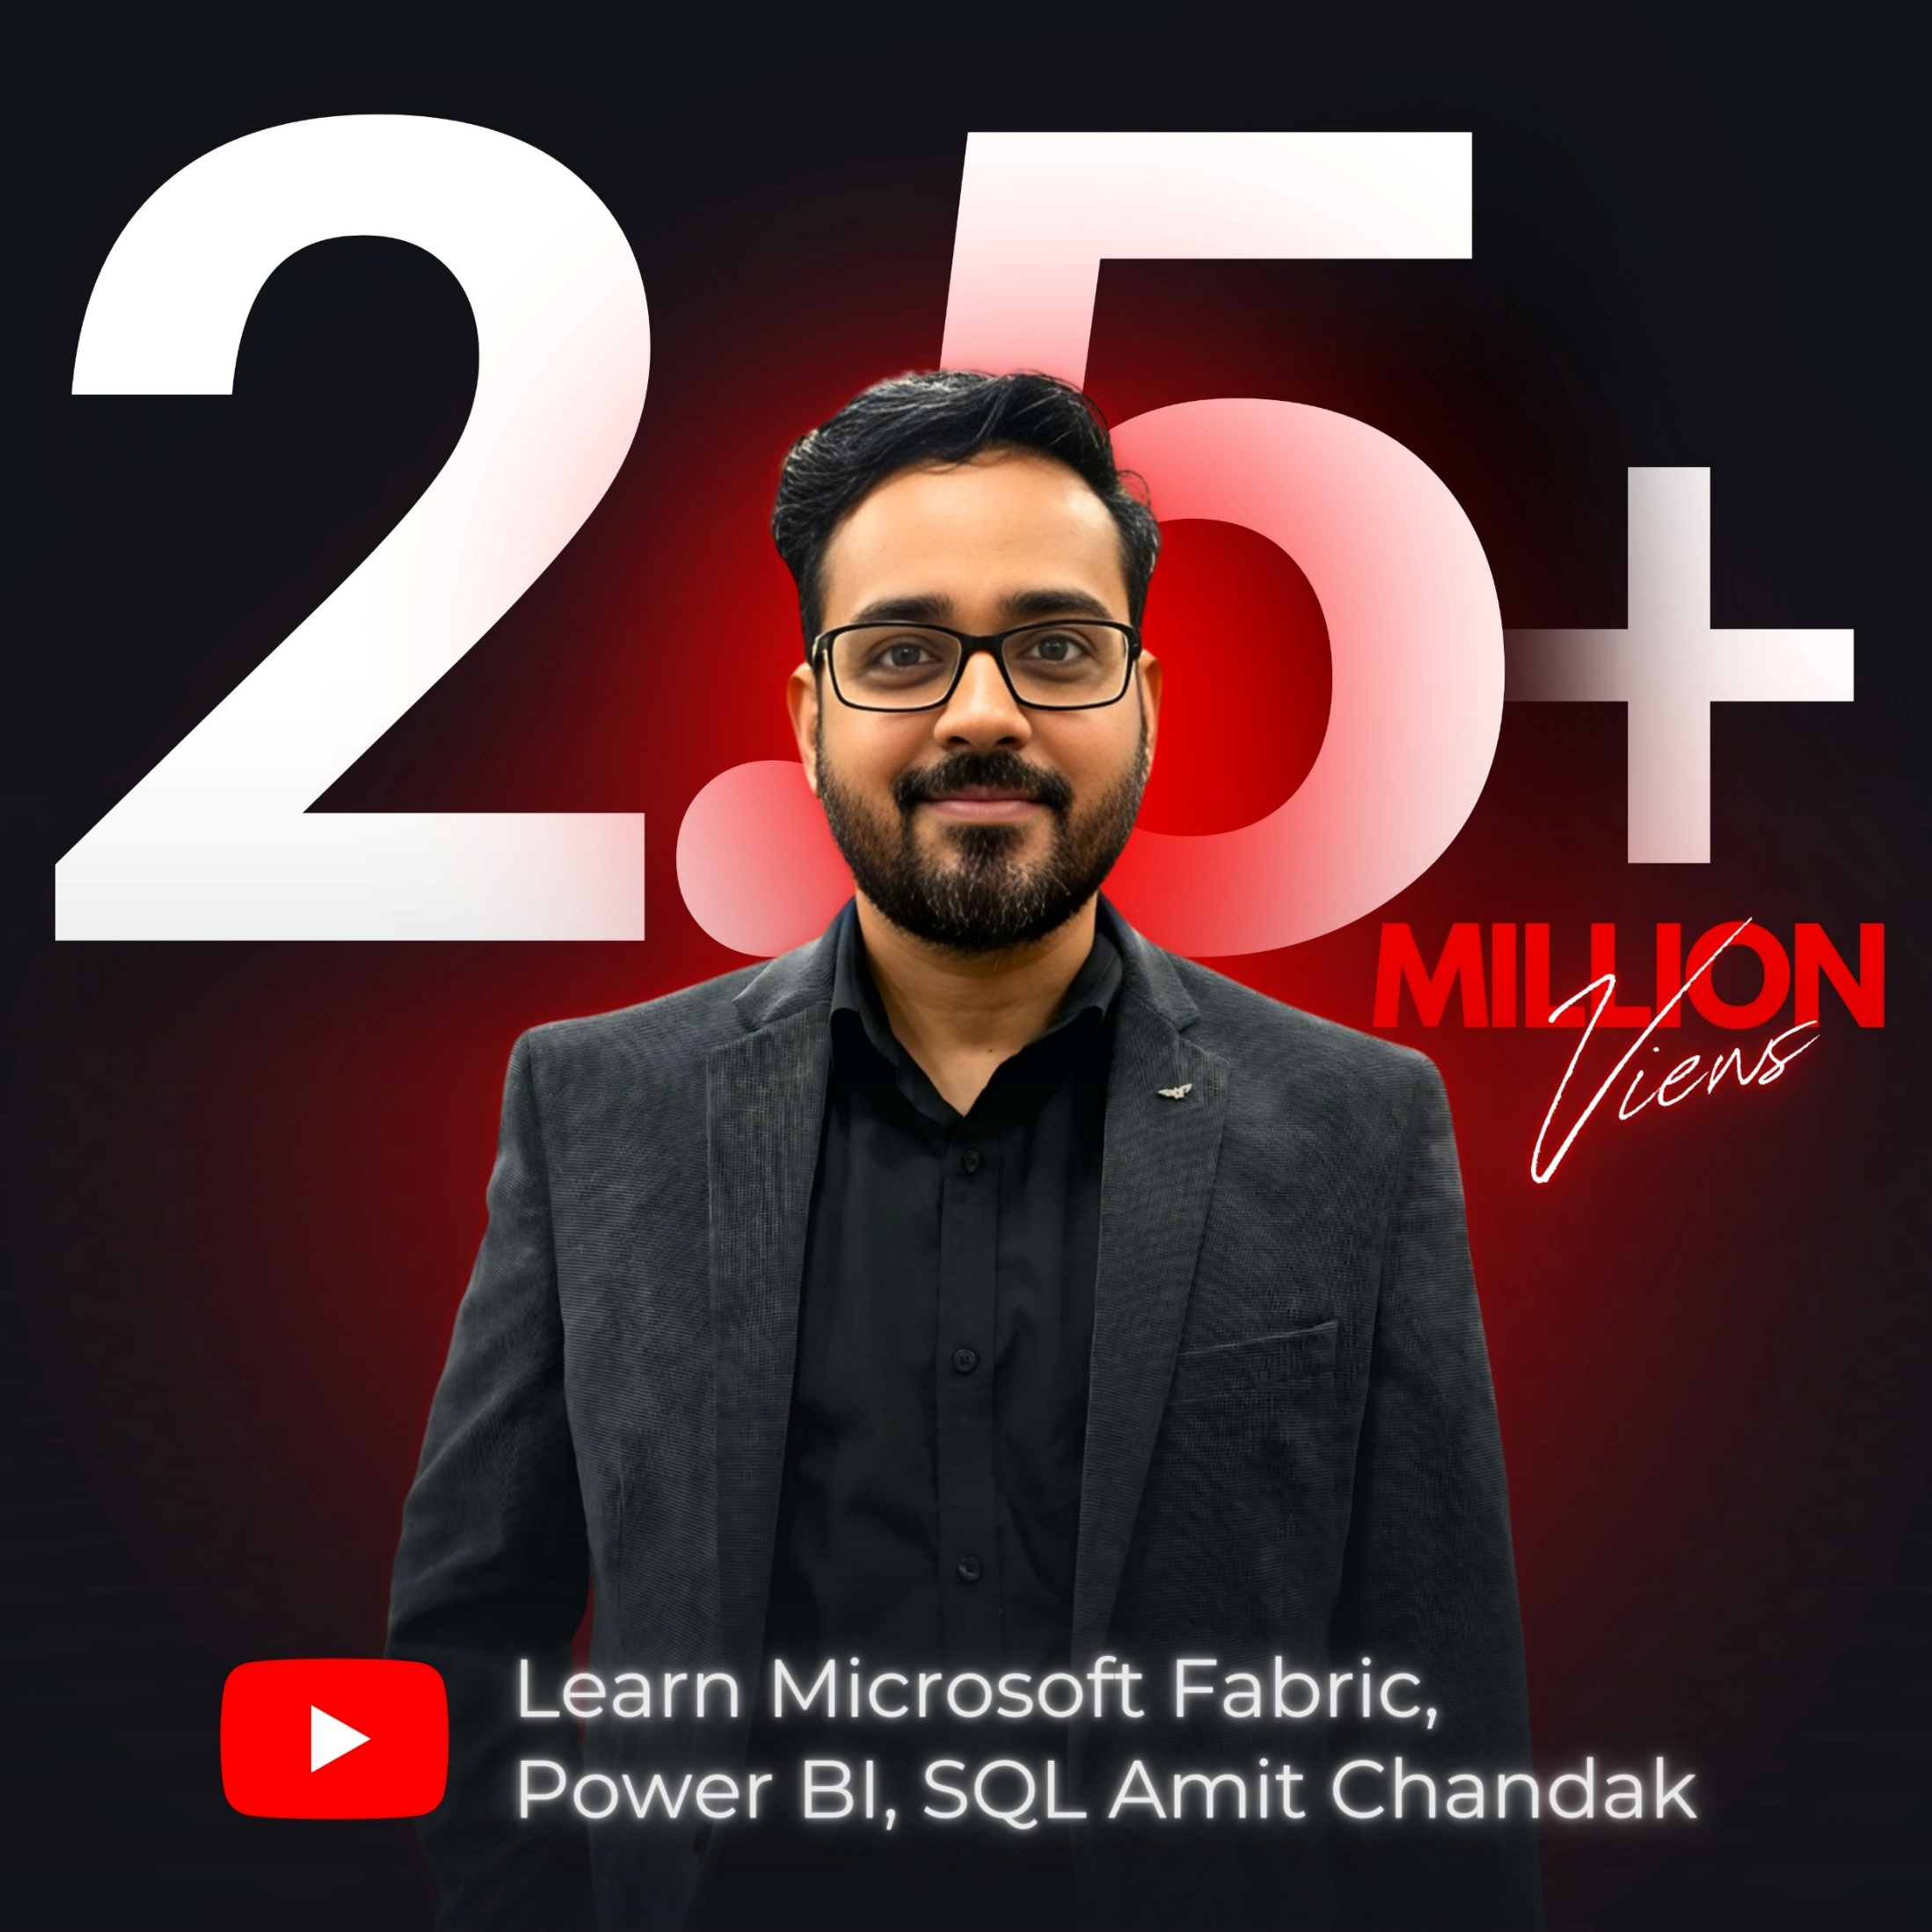 2.5+
MILLION
Views
Learn Microsoft Fabric,
Power BI, SQL Amit Chandak